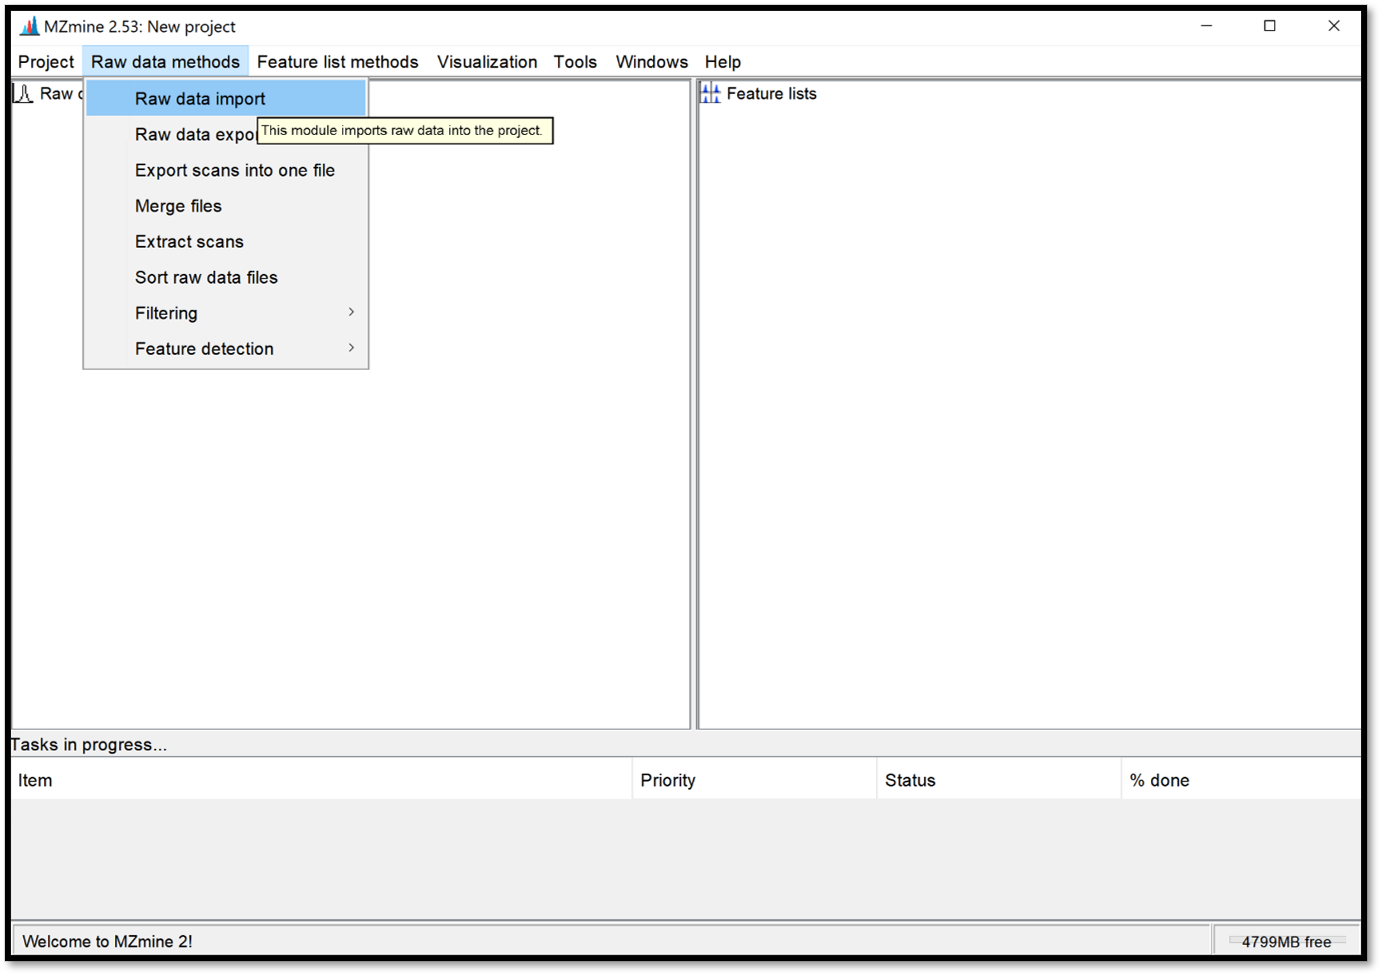 MZmine 2.53: New project
Project Raw data methods Feature list methods Visualization Tools Windows Help
Raw
Feature lists
Raw data import
This module imports raw data into the project.
Raw data
Export scans into one file
Merge files
Extract scans
Sort raw data files
Filtering
Feature detection
Tasks in progress...
Item Priority Status % done
Welcome to MZmine 2!
4799MB free